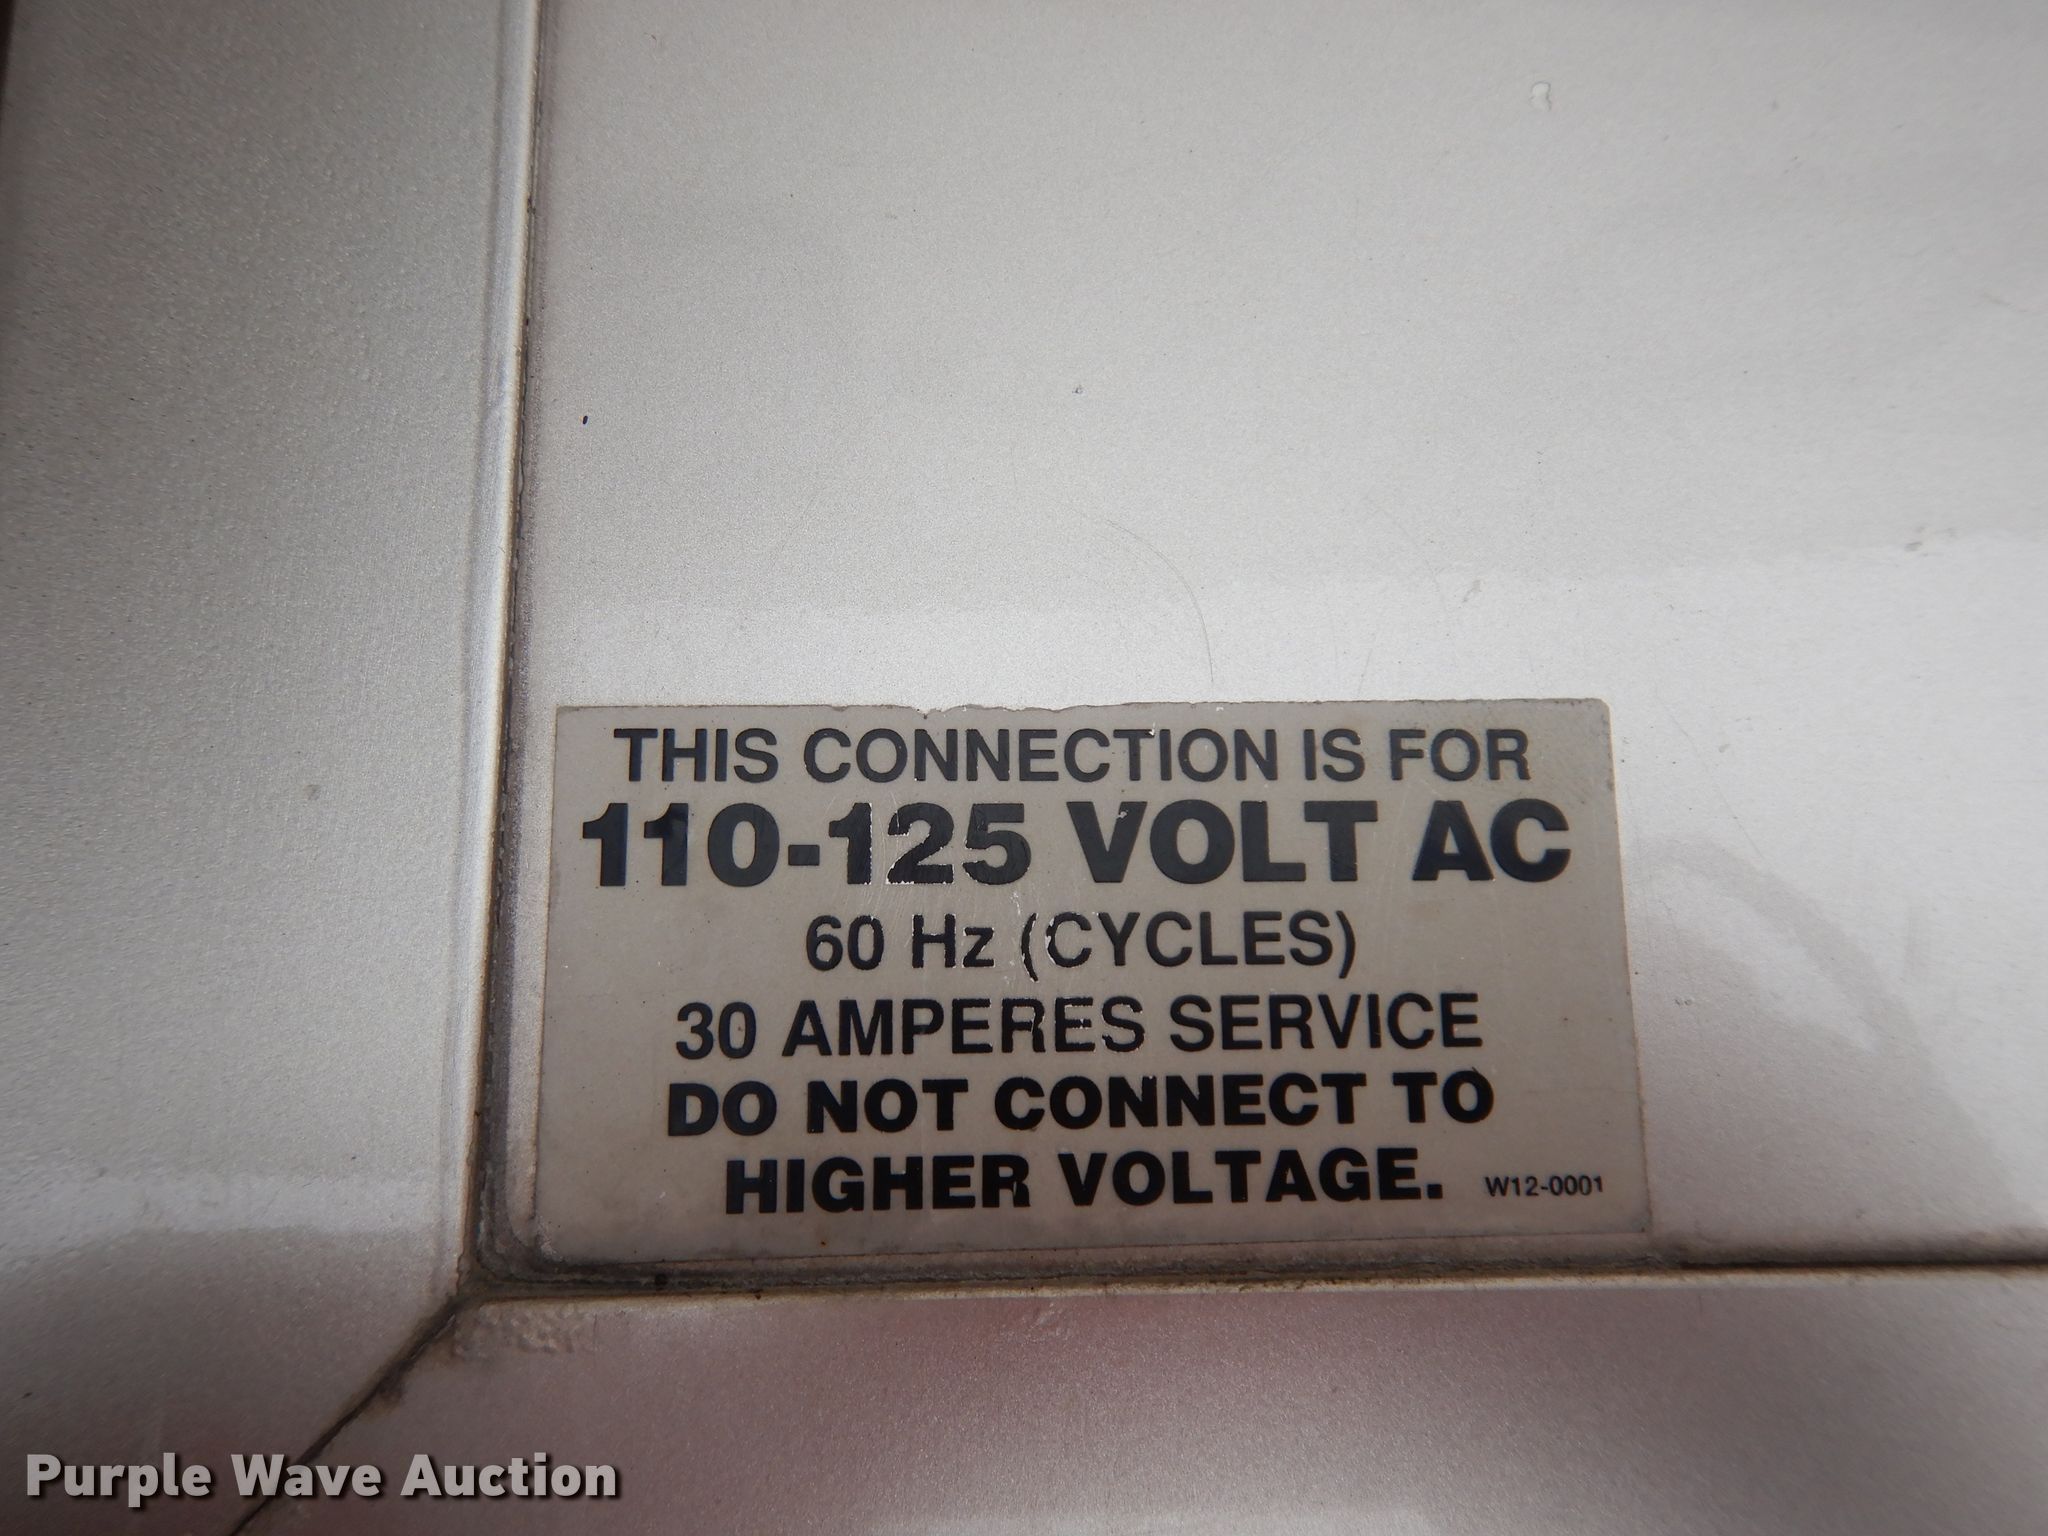 THIS CONNECTION IS FOR
110-125 VOLT AC
60 Hz (CYCLES)
30 AMPERES SERVICE
DO NOT CONNECT TO
HIGHER VOLTAGE.
W12-0001
Purple Wave Auction